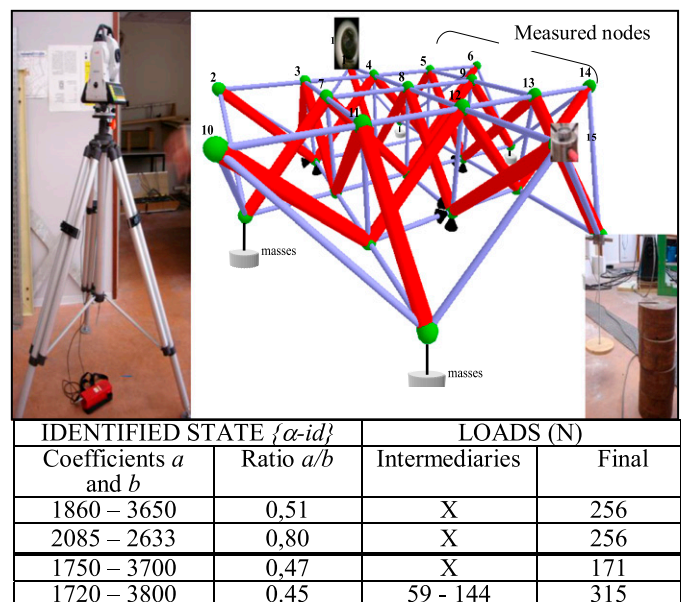 Measured nodes
1
2
3
4
5
6
7
8
9
10
11
12
13
14
15
1
masses
masses
IDENTIFIED STATE {α-id}
LOADS (N)
Coefficients a and b
Ratio a/b
Intermediaries
Final
1860 – 3650
0,51
X
256
2085 – 2633
0,80
X
256
1750 – 3700
0,47
X
171
1720 – 3800
0.45
59 - 144
315